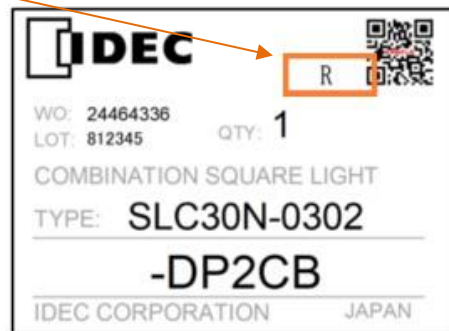 IDEC
R
WO: 24464336
LOT: 812345
QTY: 1
COMBINATION SQUARE LIGHT
TYPE: SLC30N-0302
-DP2CB
IDEC CORPORATION JAPAN